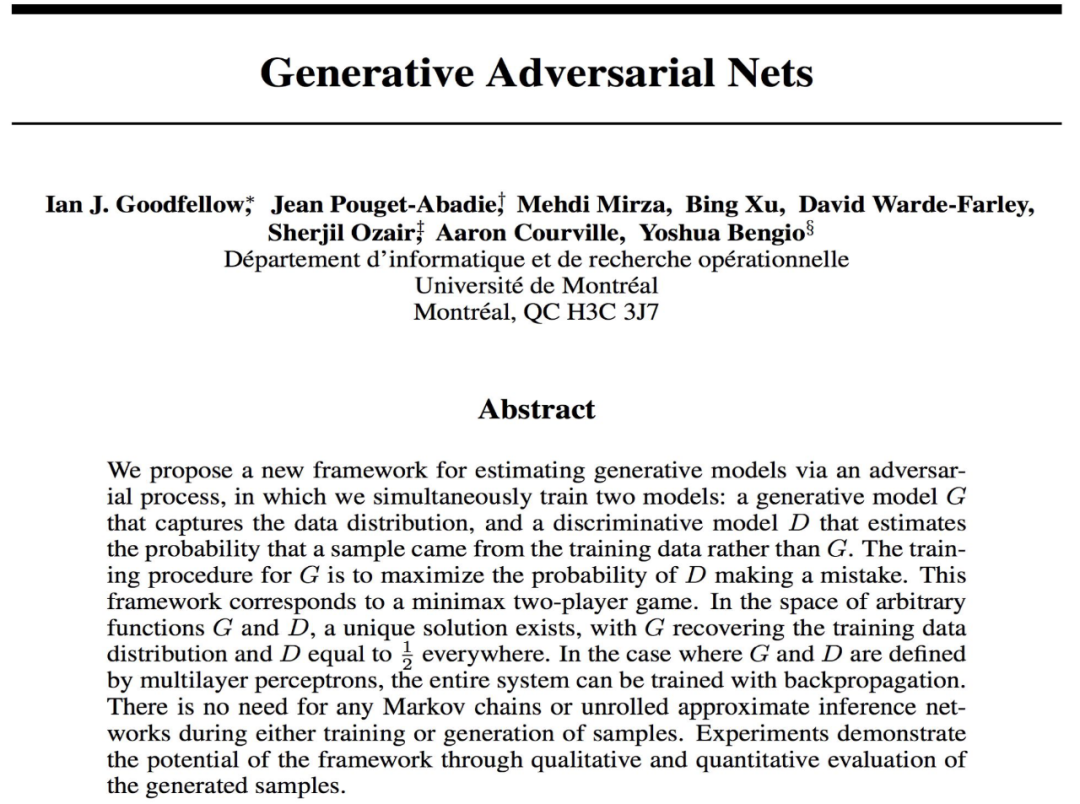 Generative Adversarial Nets
Ian J. Goodfellow,* Jean Pouget-Abadie,† Mehdi Mirza, Bing Xu, David Warde-Farley,
Sherjil Ozair,‡ Aaron Courville, Yoshua Bengio§
Département d'informatique et de recherche opérationnelle
Université de Montréal
Montréal, QC H3C 3J7
Abstract
We propose a new framework for estimating generative models via an adversar-
ial process, in which we simultaneously train two models: a generative model G
that captures the data distribution, and a discriminative model D that estimates
the probability that a sample came from the training data rather than G. The train-
ing procedure for G is to maximize the probability of D making a mistake. This
framework corresponds to a minimax two-player game. In the space of arbitrary
functions G and D, a unique solution exists, with G recovering the training data
distribution and D equal to 1/2 everywhere. In the case where G and D are defined
by multilayer perceptrons, the entire system can be trained with backpropagation.
There is no need for any Markov chains or unrolled approximate inference net-
works during either training or generation of samples. Experiments demonstrate
the potential of the framework through qualitative and quantitative evaluation of
the generated samples.